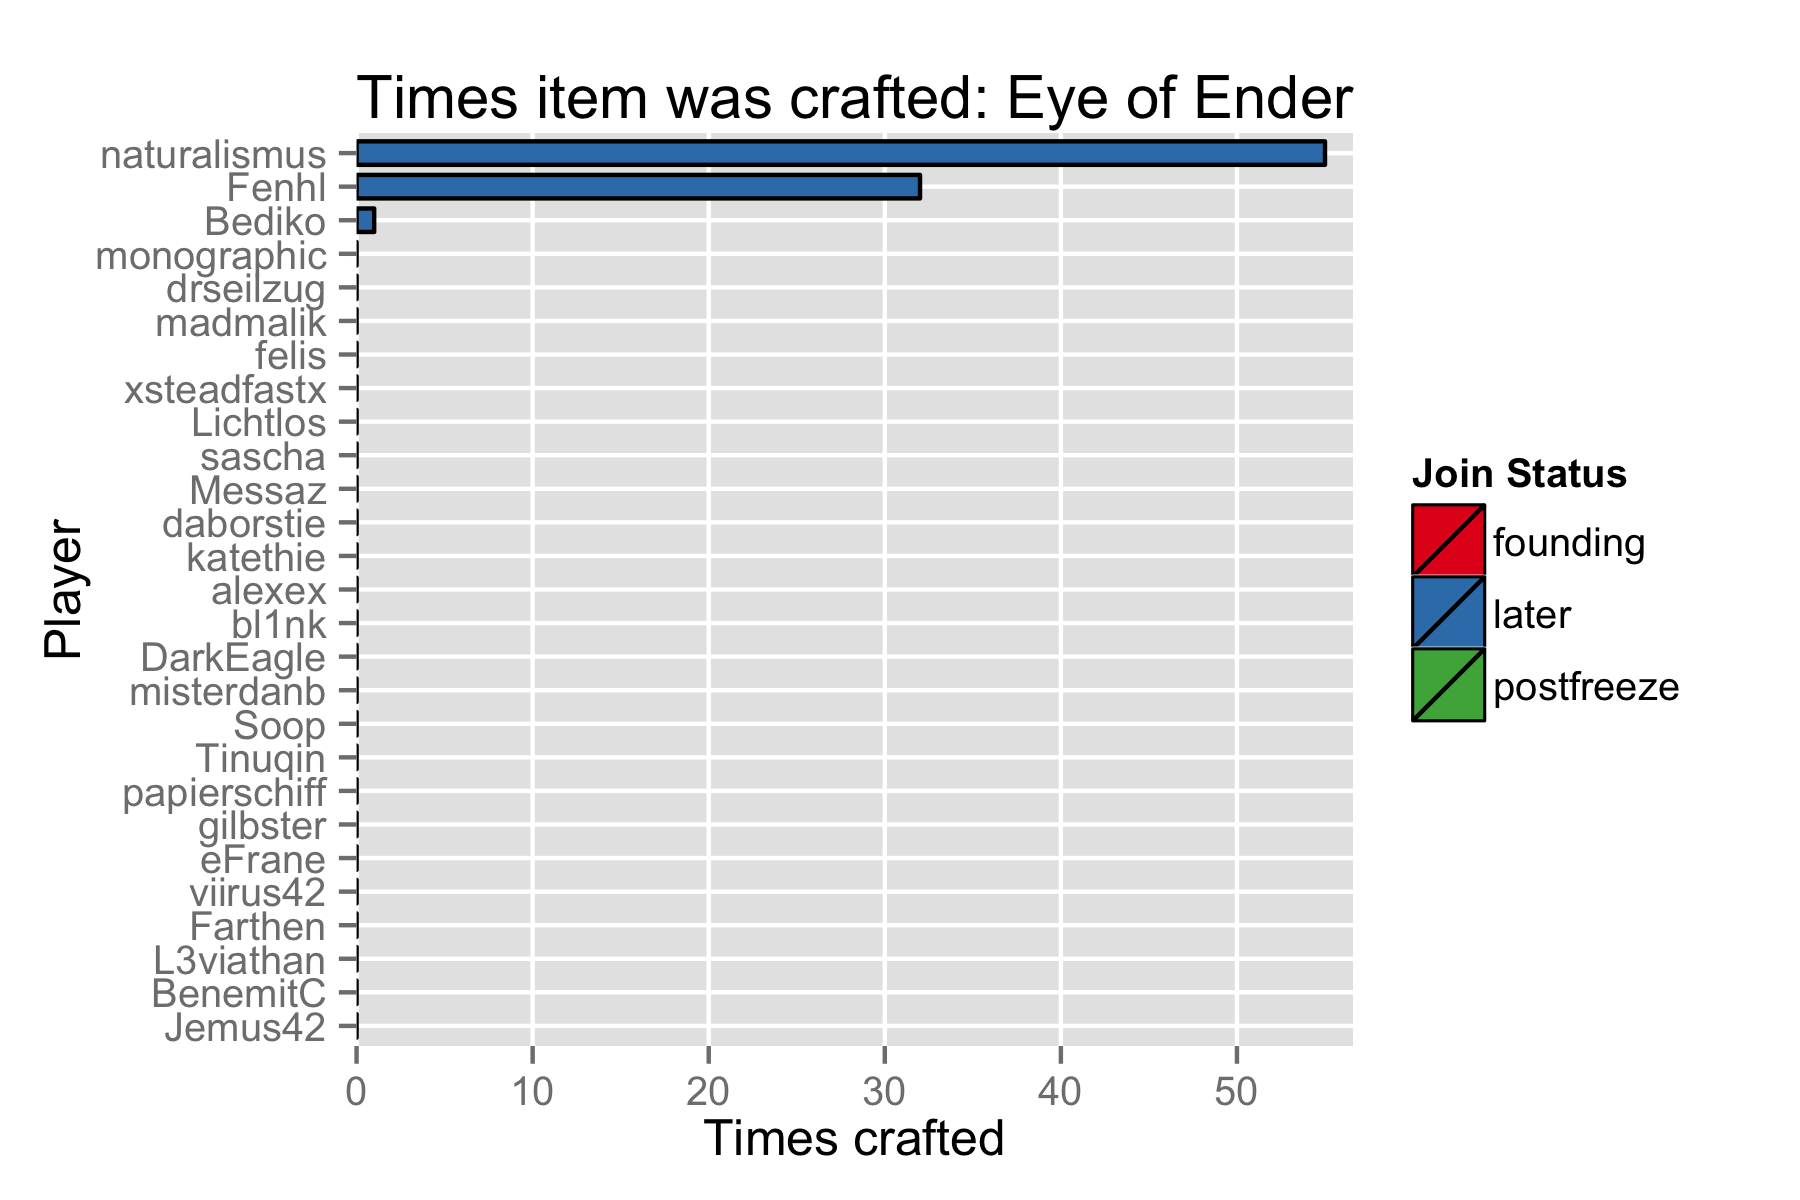 Times item was crafted: Eye of Ender
naturalismus
Fenhl
Bediko
monographic
drseilzug
madmalik
felis
xsteadfastx
Lichtlos
sascha
Messaz
daborstie
katethie
alexex
bl1nk
DarkEagle
misterdanb
Soop
Tinuqin
papierschiff
gilbster
eFrane
viirus42
Farthen
L3viathan
BenemitC
Jemus42
Player
0 10 20 30 40 50
Times crafted
Join Status
founding
later
postfreeze